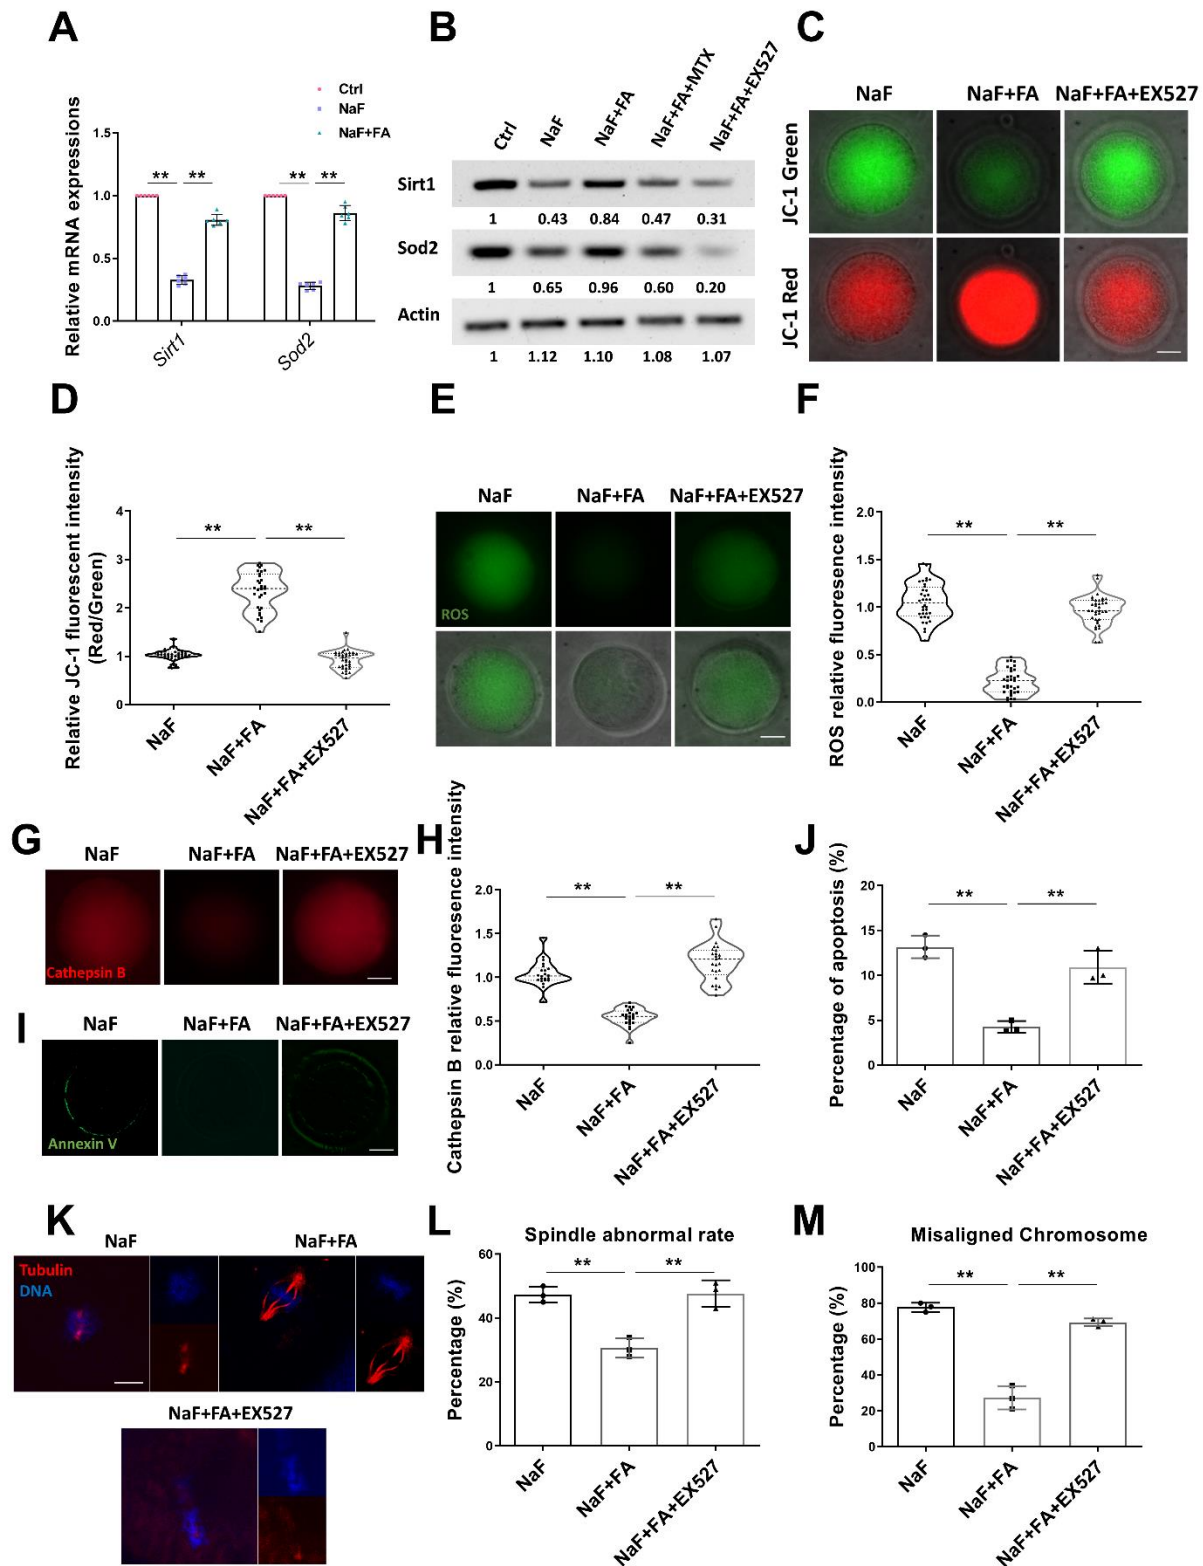 A
Relative mRNA expressions
Ctrl
NaF
NaF+FA
1.5
1.0
0.5
0.0
** ** ** **
Sirt1 Sod2
B
Ctrl NaF NaF+FA NaF+FA+MTX NaF+FA+EX527
Sirt1
1 0.43 0.84 0.47 0.31
Sod2
1 0.65 0.96 0.60 0.20
Actin
1 1.12 1.10 1.08 1.07
C
NaF NaF+FA NaF+FA+EX527
JC-1 Green
JC-1 Red
D
Relative JC-1 fluorescent intensity
(Red/Green)
4
3
2
1
0
** **
NaF NaF+FA NaF+FA+EX527
E
NaF NaF+FA NaF+FA+EX527
ROS
F
ROS relative fluoresence intensity
2.0
1.5
1.0
0.5
0.0
** **
NaF NaF+FA NaF+FA+EX527
G
NaF NaF+FA NaF+FA+EX527
Cathepsin B
H
Cathepsin B relative fluoresence intensity
2.0
1.5
1.0
0.5
0.0
** **
NaF NaF+FA NaF+FA+EX527
I
NaF NaF+FA NaF+FA+EX527
Annexin V
J
Percentage of apoptosis (%)
20
15
10
5
0
** **
NaF NaF+FA NaF+FA+EX527
K
NaF NaF+FA
Tubulin
DNA
NaF+FA+EX527
L
Spindle abnormal rate
Percentage (%)
60
40
20
0
** **
NaF NaF+FA NaF+FA+EX527
M
Misaligned Chromosome
Percentage (%)
100
80
60
40
20
0
** **
NaF NaF+FA NaF+FA+EX527